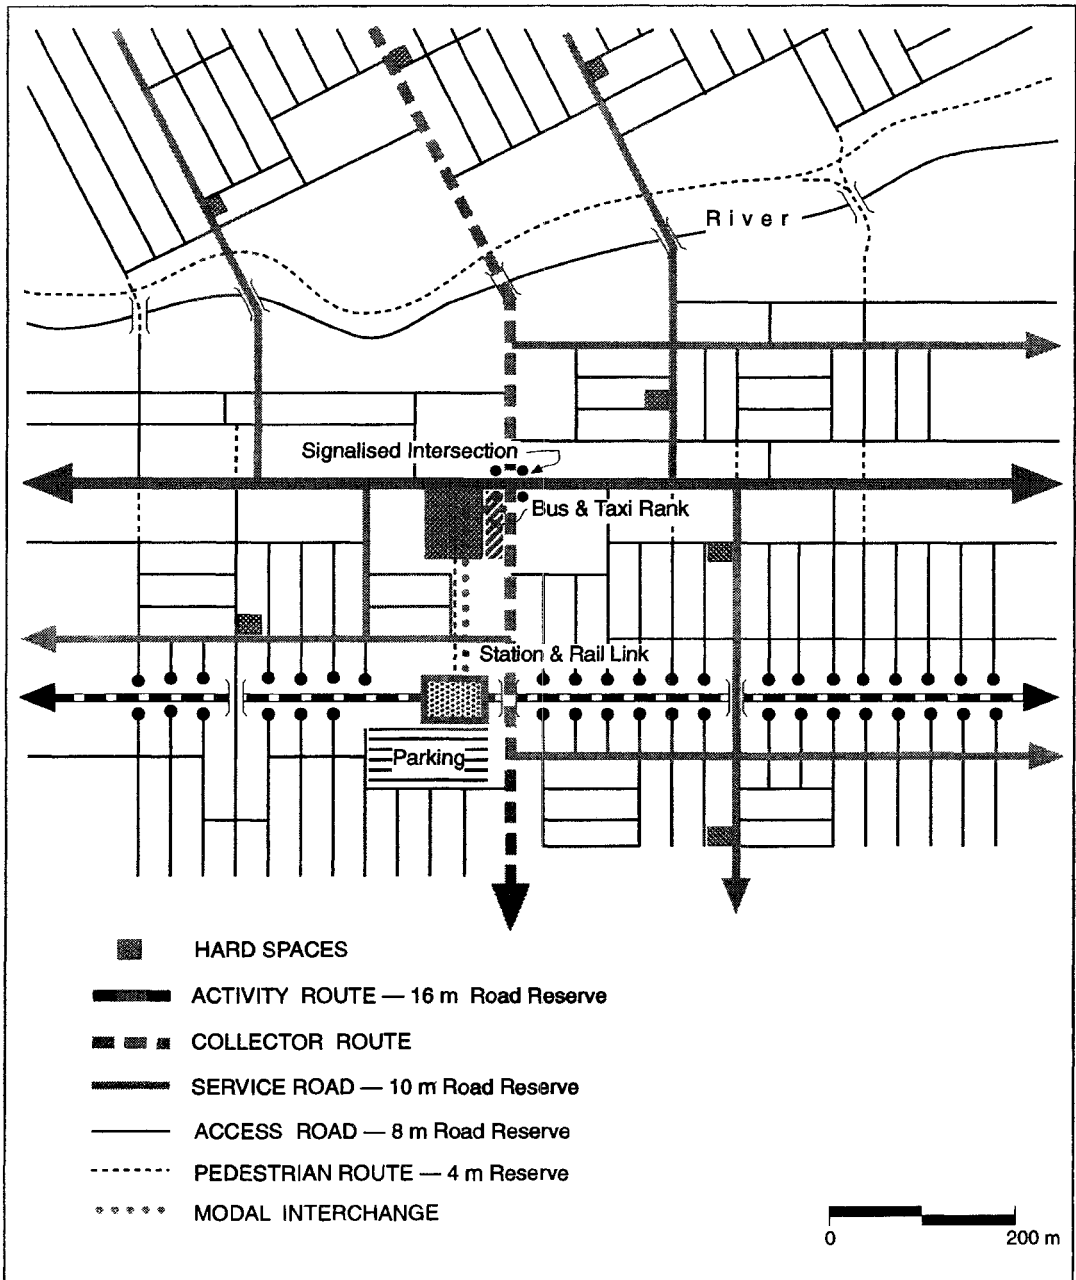 River
Signalised Intersection
Bus & Taxi Rank
Station & Rail Link
Parking
HARD SPACES
ACTIVITY ROUTE — 16 m Road Reserve
COLLECTOR ROUTE
SERVICE ROAD — 10 m Road Reserve
ACCESS ROAD — 8 m Road Reserve
PEDESTRIAN ROUTE — 4 m Reserve
MODAL INTERCHANGE
0 200 m